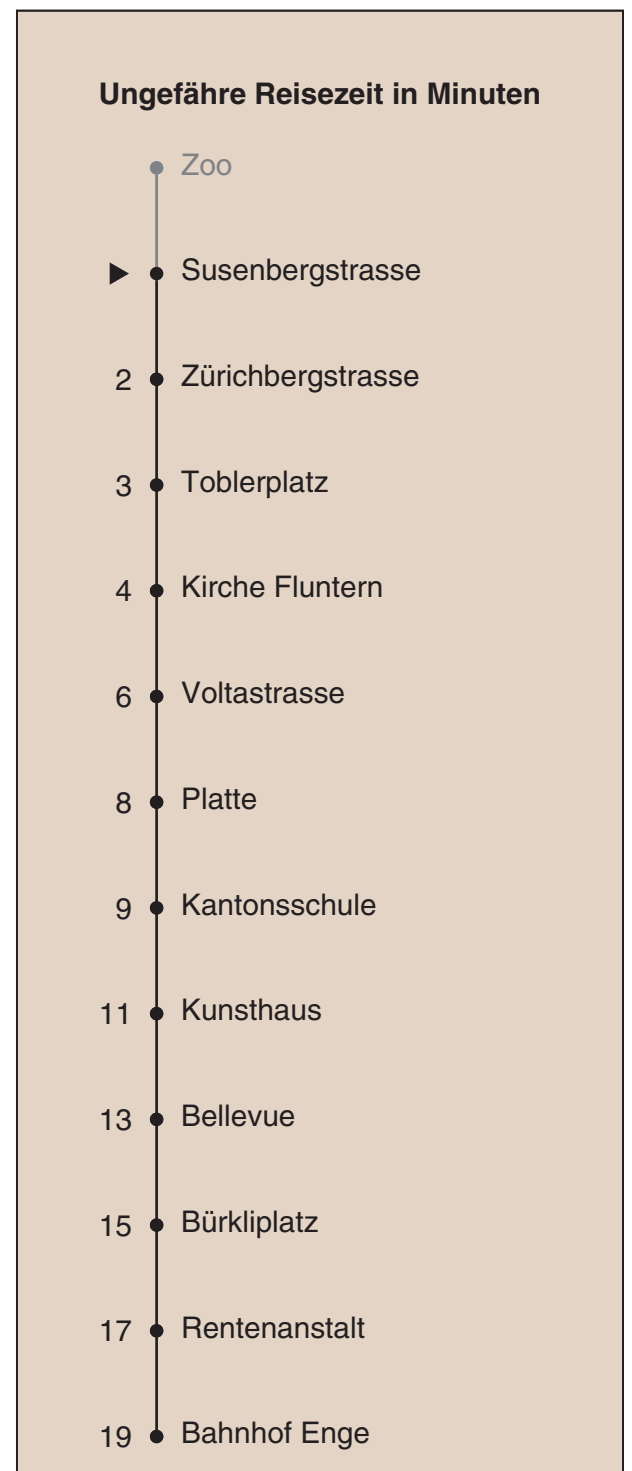 Ungefähre Reisezeit in Minuten
Zoo
Susenbergstrasse
2 Zürichbergstrasse
3 Toblerplatz
4 Kirche Fluntern
6 Voltastrasse
8 Platte
9 Kantonsschule
11 Kunsthaus
13 Bellevue
15 Bürkliplatz
17 Rentenanstalt
19 Bahnhof Enge